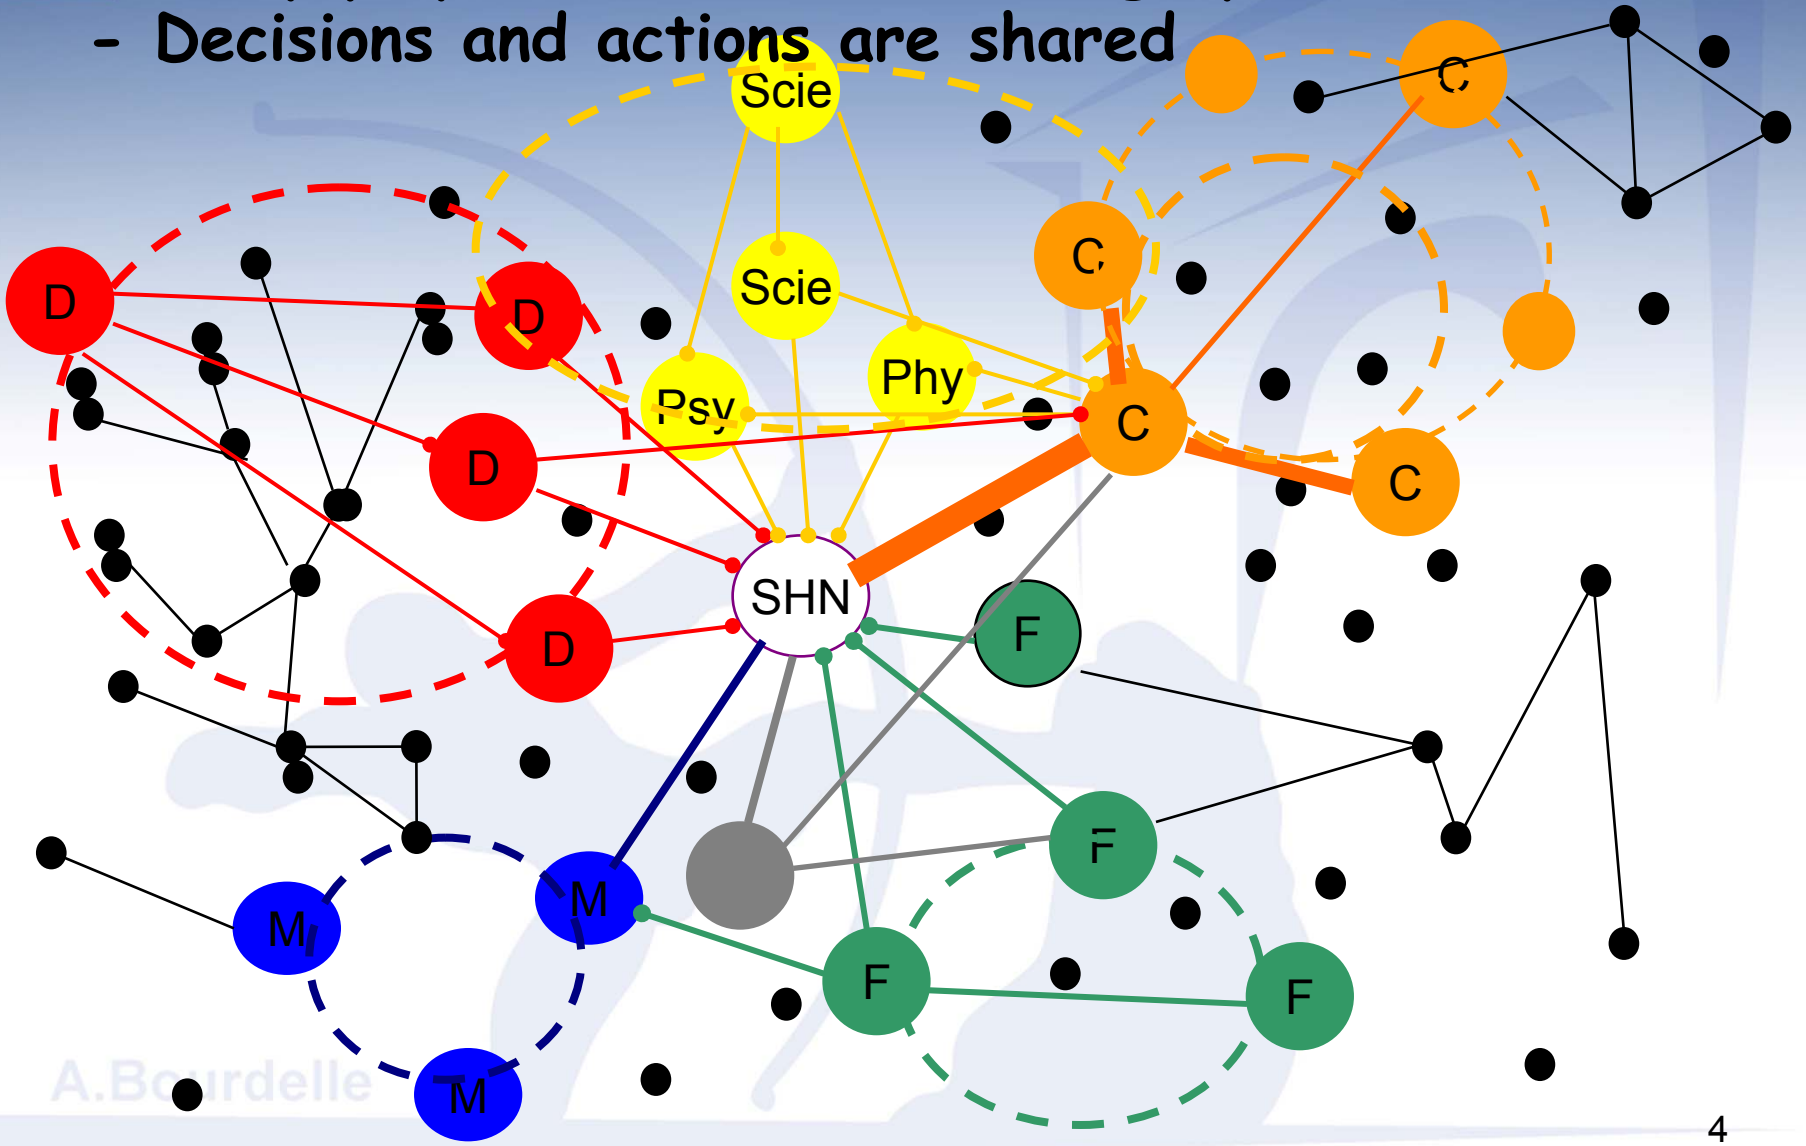 - Decisions and actions are shared
Scie
C
C
Scie
D
D
Phy
Psy
C
D
C
SHN
F
D
F
M
M
F
F
M
A.Bourdelle
4